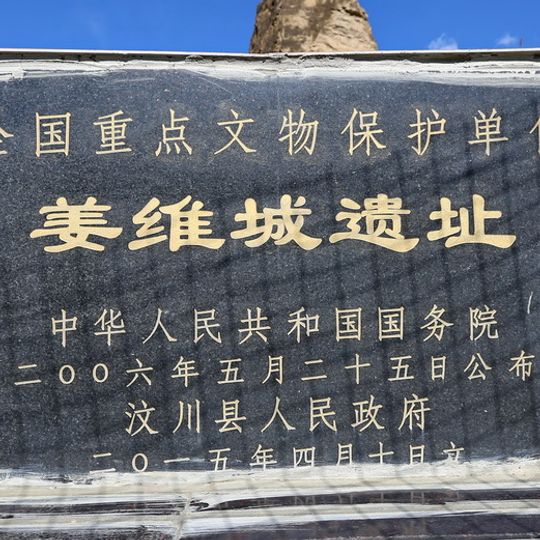 全国重点文物保护单位
姜维城遗址
中华人民共和国国务院
二〇〇六年五月二十五日公布
汶川县人民政府
二〇一五年四月十日立